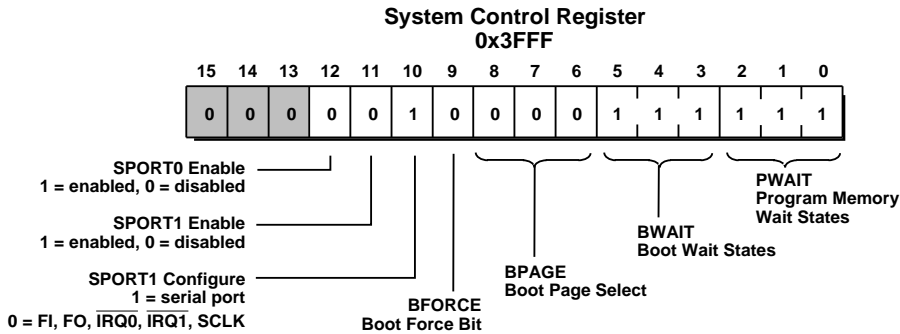 System Control Register
0x3FFF
15 14 13 12 11 10 9 8 7 6 5 4 3 2 1 0
0 0 0 0 0 1 0 0 0 0 1 1 1 1 1 1
SPORT0 Enable
1 = enabled, 0 = disabled
SPORT1 Enable
1 = enabled, 0 = disabled
SPORT1 Configure
1 = serial port
0 = FI, FO, IRQ0, IRQ1, SCLK
BFORCE
Boot Force Bit
BPAGE
Boot Page Select
BWAIT
Boot Wait States
PWAIT
Program Memory
Wait States